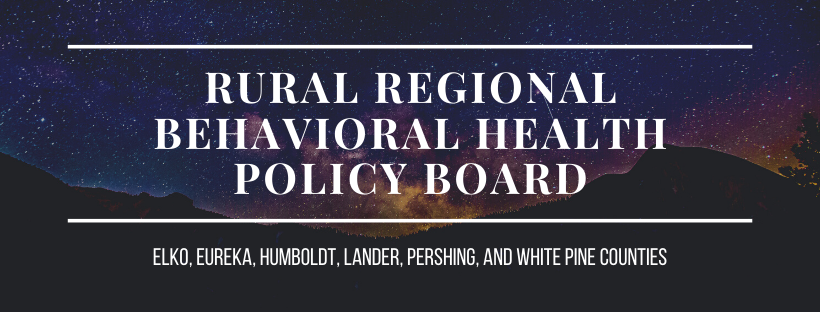 RURAL REGIONAL
BEHAVIORAL HEALTH
POLICY BOARD
ELKO, EUREKA, HUMBOLDT, LANDER, PERSHING, AND WHITE PINE COUNTIES